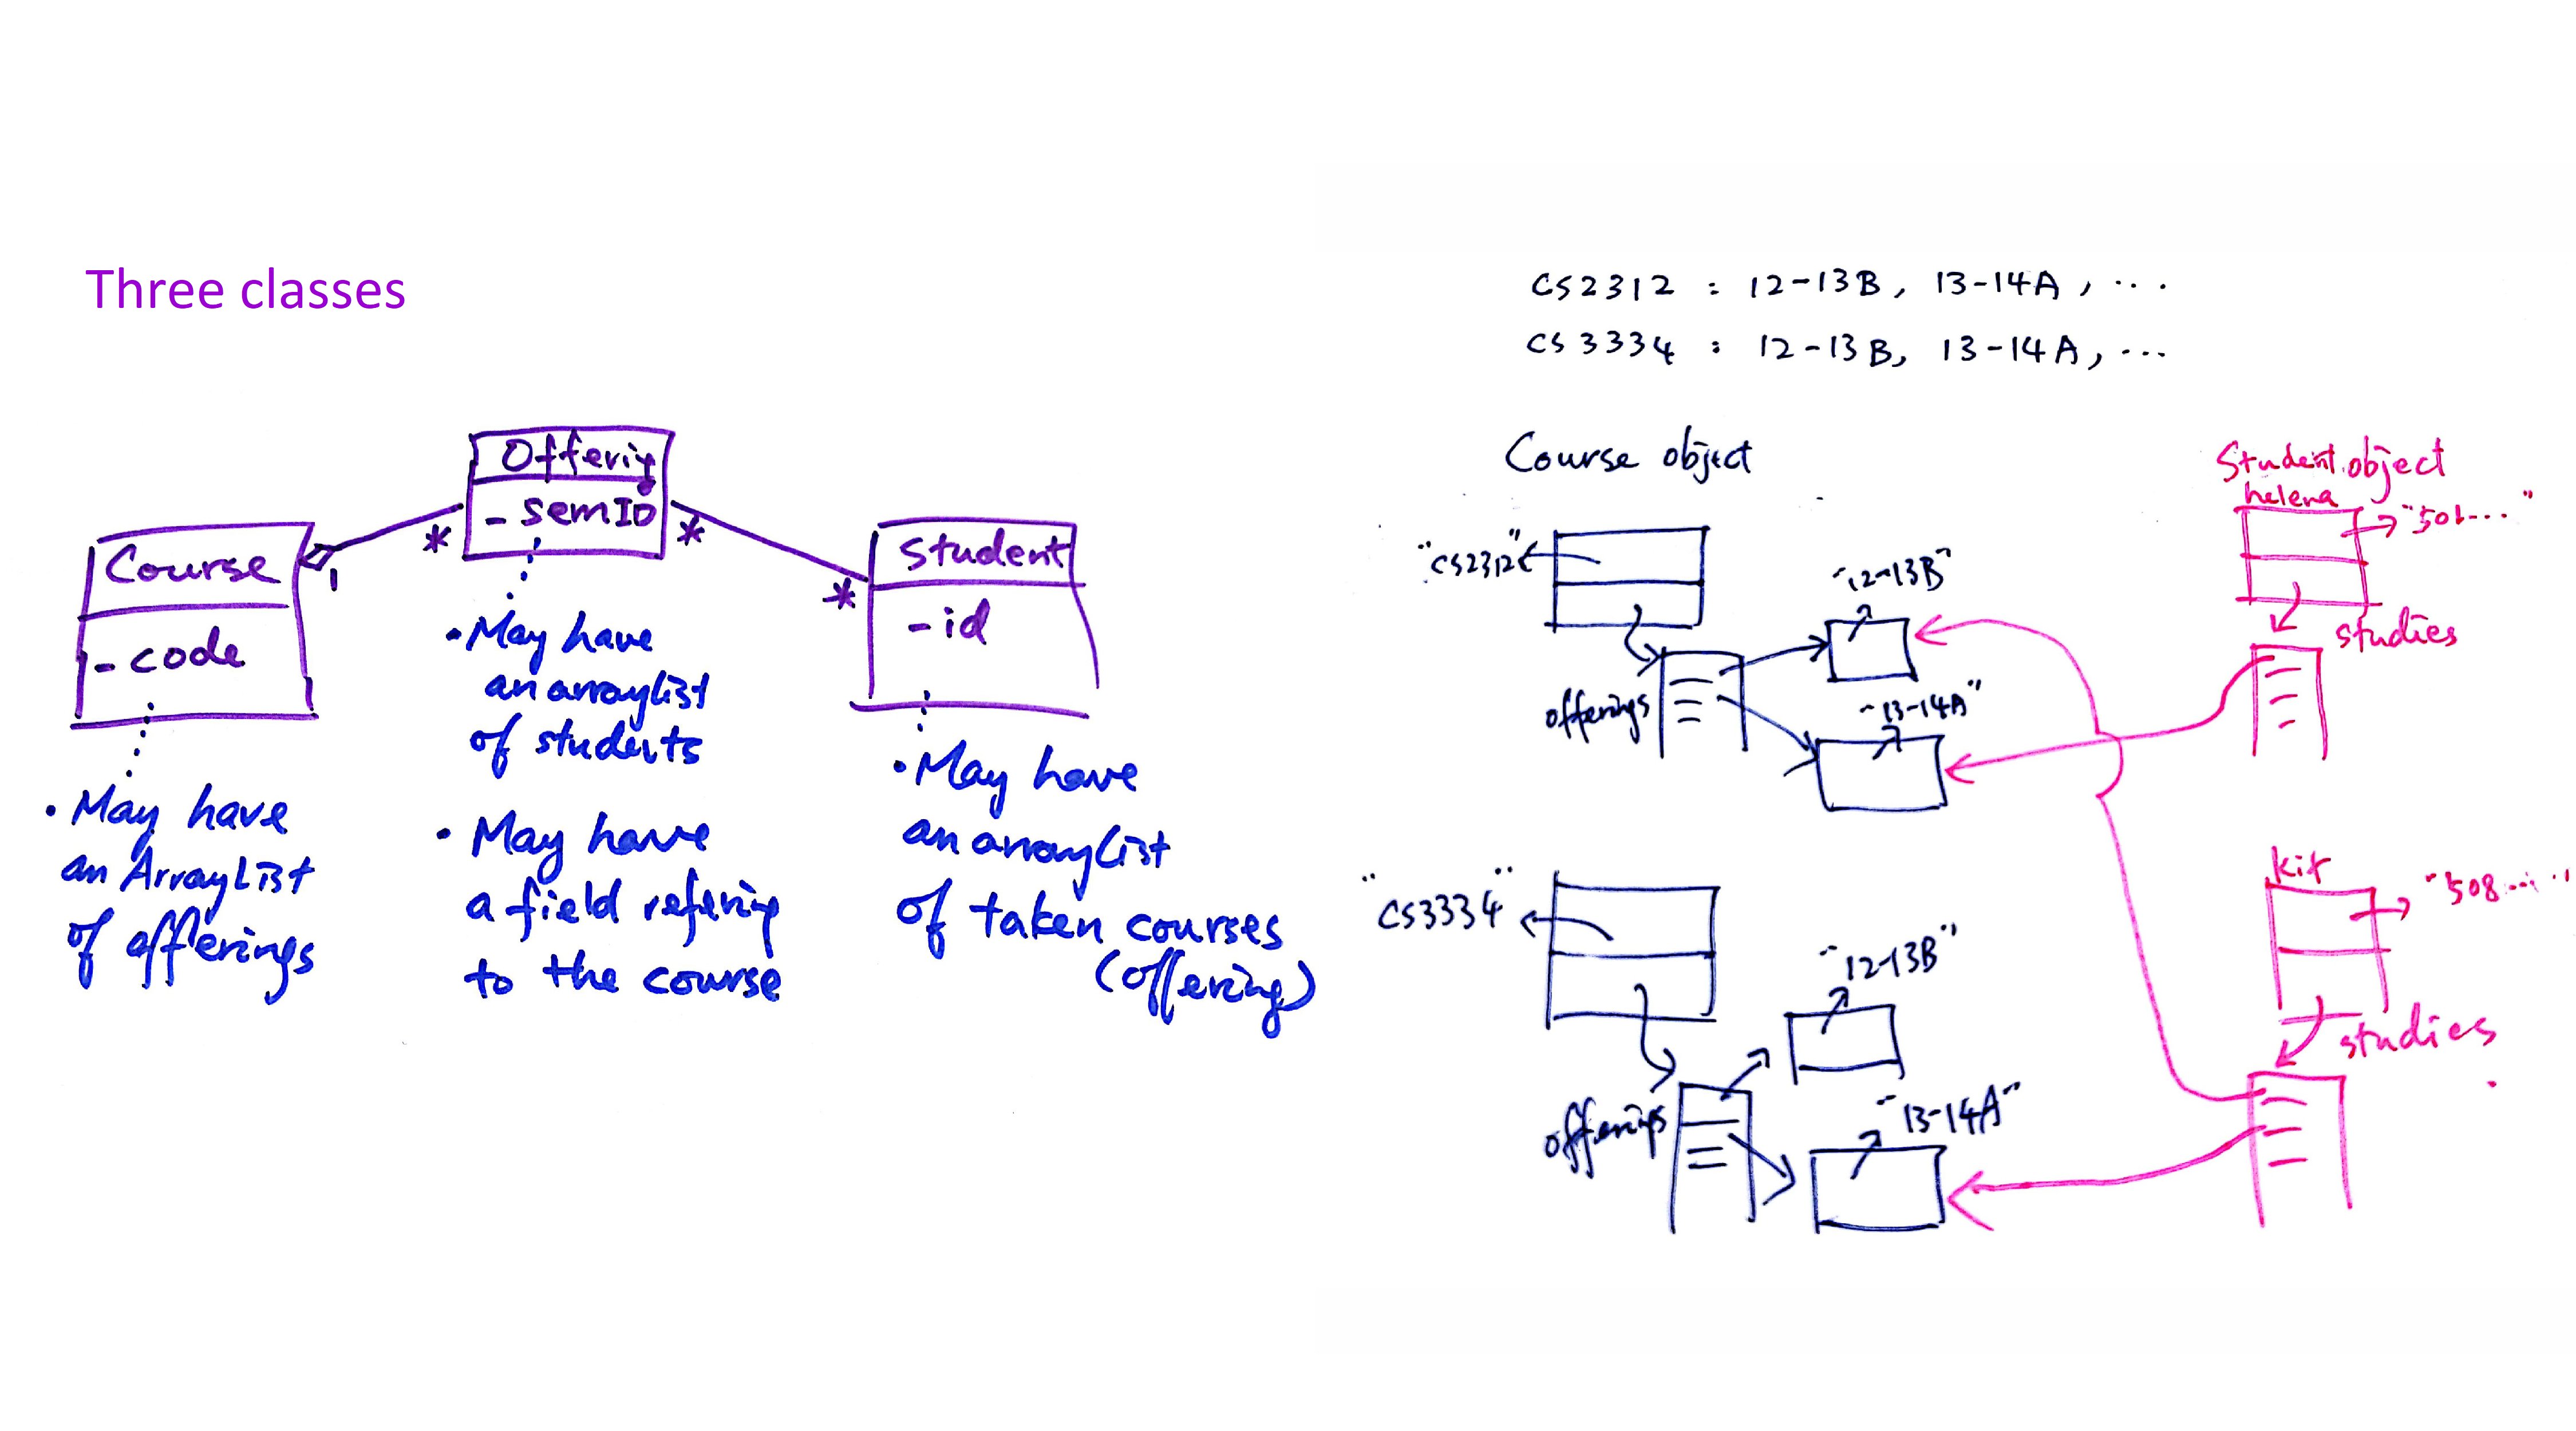 Three classes
Course
- code
1
*
Offering
- semID
*
*
Student
- id
• May have
an ArrayList
of offerings
• May have
an arraylist
of students
• May have
a field refering
to the course
• May have
an arraylist
of taken courses
(offering)
CS2312 : 12-13B, 13-14A, ...
CS3334 : 12-13B, 13-14A, ...
Course object
"CS2312"
offerings
"12-13B"
"13-14A"
"CS3334"
offerings
"12-13B"
"13-14A"
Student object
helena
"501...."
studies
kit
"508....."
studies